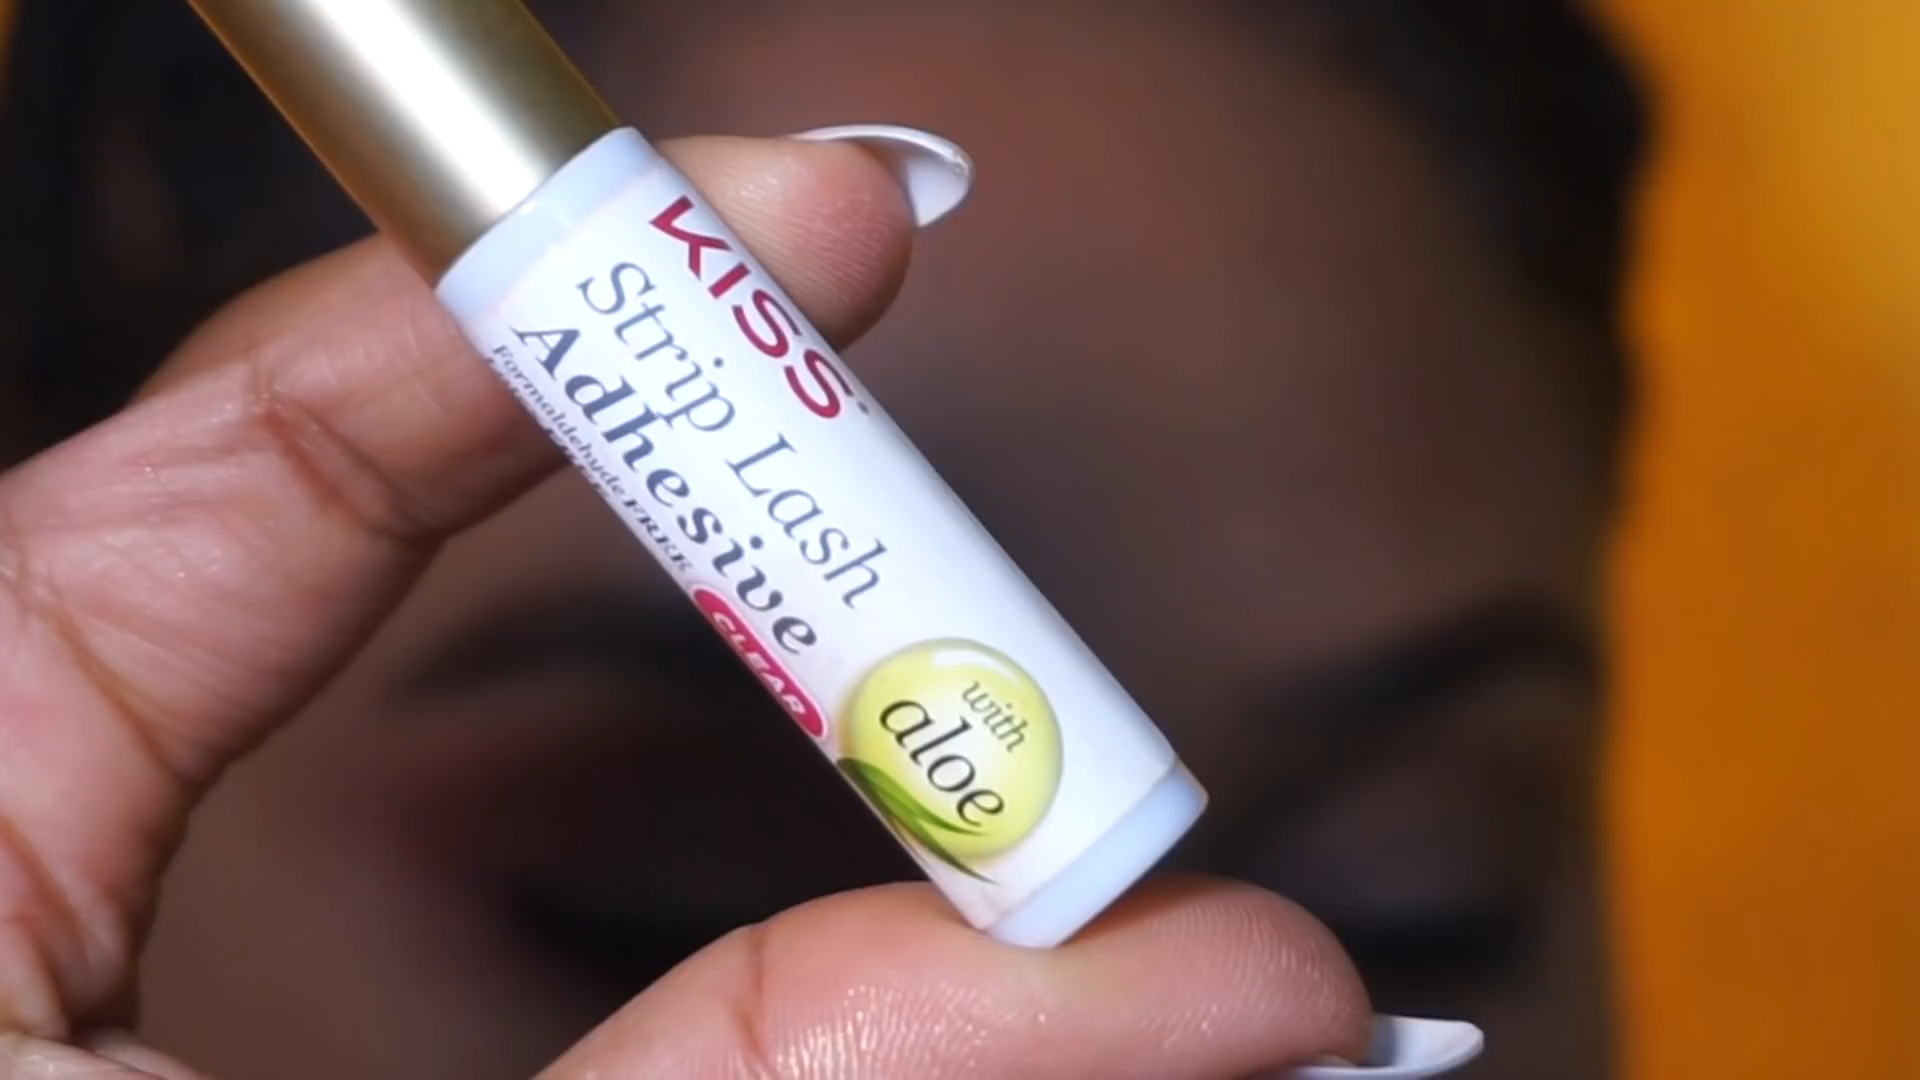 KISS
Strip Lash
Adhesive
Formaldehyde FREE
CLEAR
with
aloe